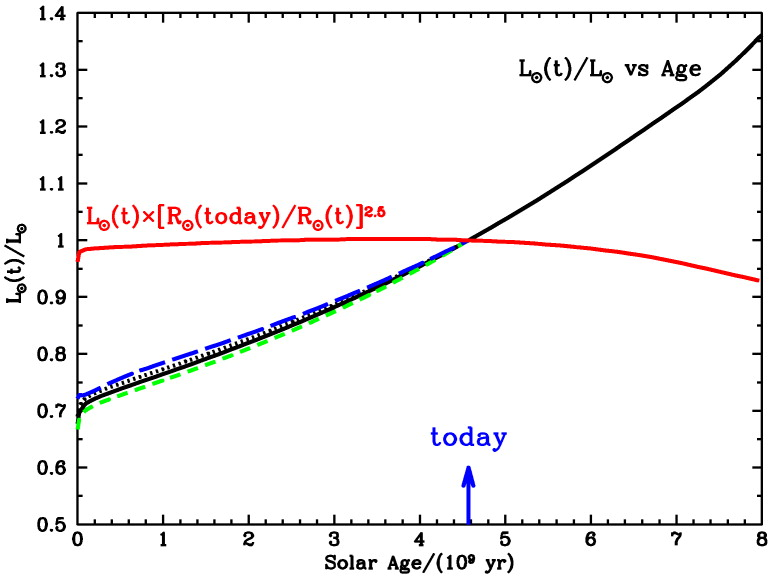 1.4
1.3
1.2
1.1
1
0.9
0.8
0.7
0.6
0.5
L☉(t)/L☉
L☉(t)/L☉ vs Age
L☉(t)×[R☉(today)/R☉(t)]²·⁵
today
0 1 2 3 4 5 6 7 8
Solar Age/(10⁹ yr)